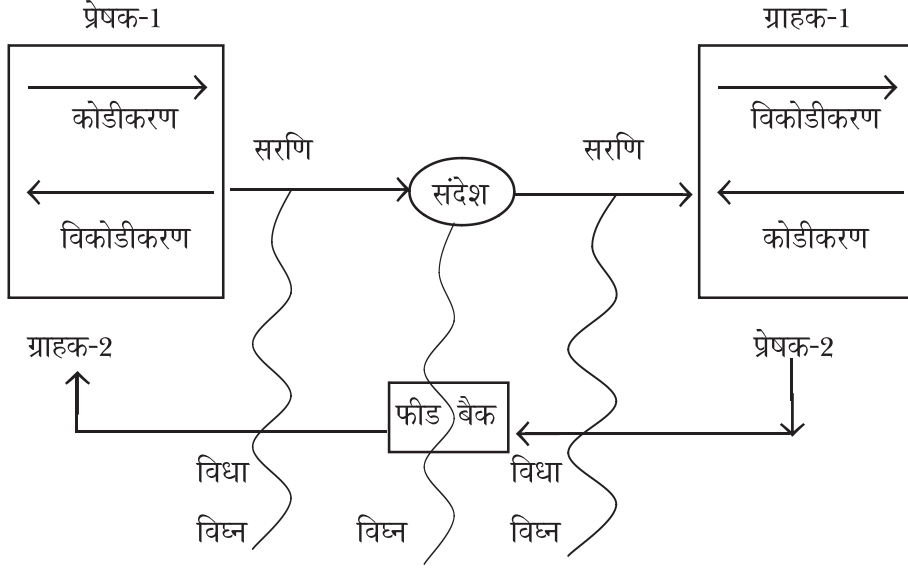 प्रेषक-1
ग्राहक-1
कोडीकरण
विकोडीकरण
सरणि
सरणि
संदेश
विकोडीकरण
कोडीकरण
ग्राहक-2
प्रेषक-2
फीड बैक
विधा
विधा
विघ्न
विघ्न
विघ्न